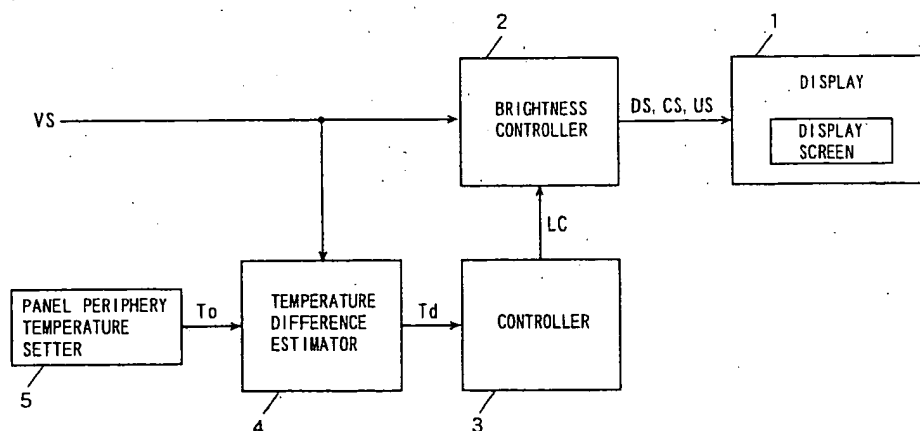 2
1
DISPLAY
BRIGHTNESS
CONTROLLER
DS, CS, US
VS
DISPLAY
SCREEN
LC
PANEL PERIPHERY
TEMPERATURE
SETTER
To
TEMPERATURE
DIFFERENCE
ESTIMATOR
Td
CONTROLLER
5
4
3